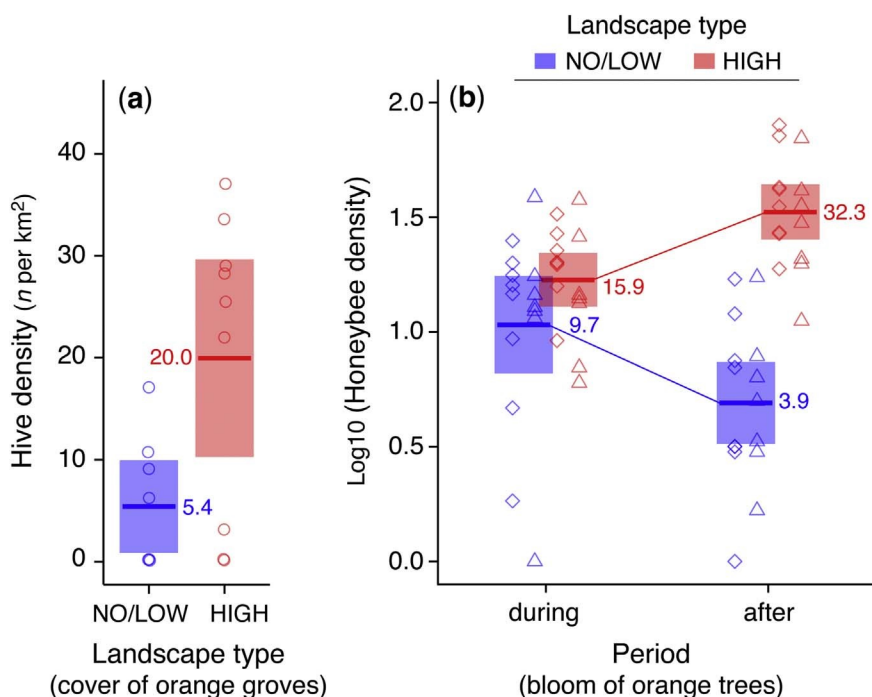 Landscape type
NO/LOW HIGH
(a)
Hive density (n per km²)
40
30
20
10
0
20.0
5.4
NO/LOW HIGH
Landscape type
(cover of orange groves)
(b)
Log10 (Honeybee density)
2.0
1.5
1.0
0.5
0.0
32.3
15.9
9.7
3.9
during after
Period
(bloom of orange trees)